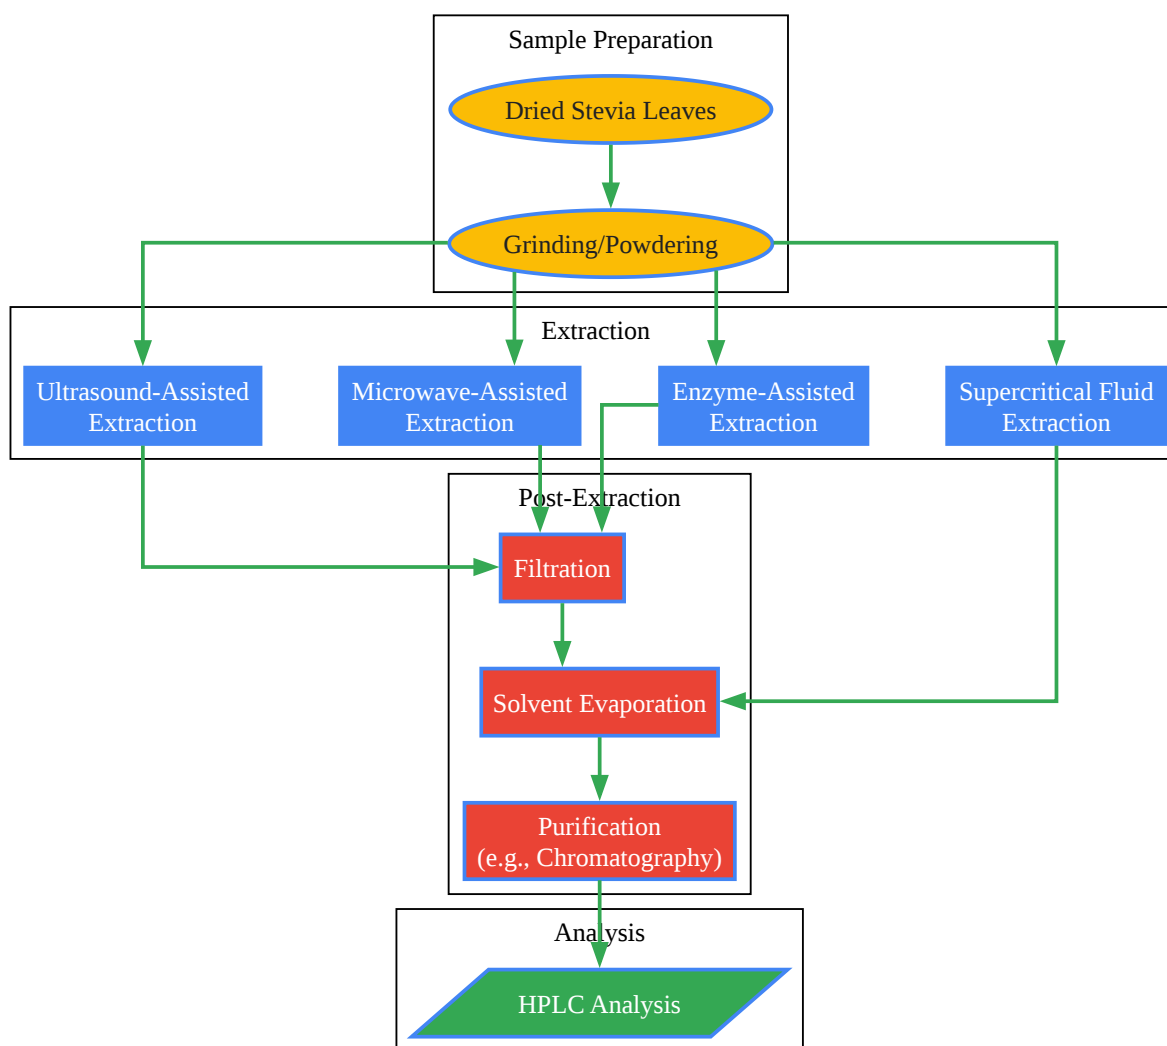 Sample Preparation
Dried Stevia Leaves
Grinding/Powdering
Extraction
Ultrasound-Assisted
Extraction
Microwave-Assisted
Extraction
Enzyme-Assisted
Extraction
Supercritical Fluid
Extraction
Post-Extraction
Filtration
Solvent Evaporation
Purification
(e.g., Chromatography)
Analysis
HPLC Analysis